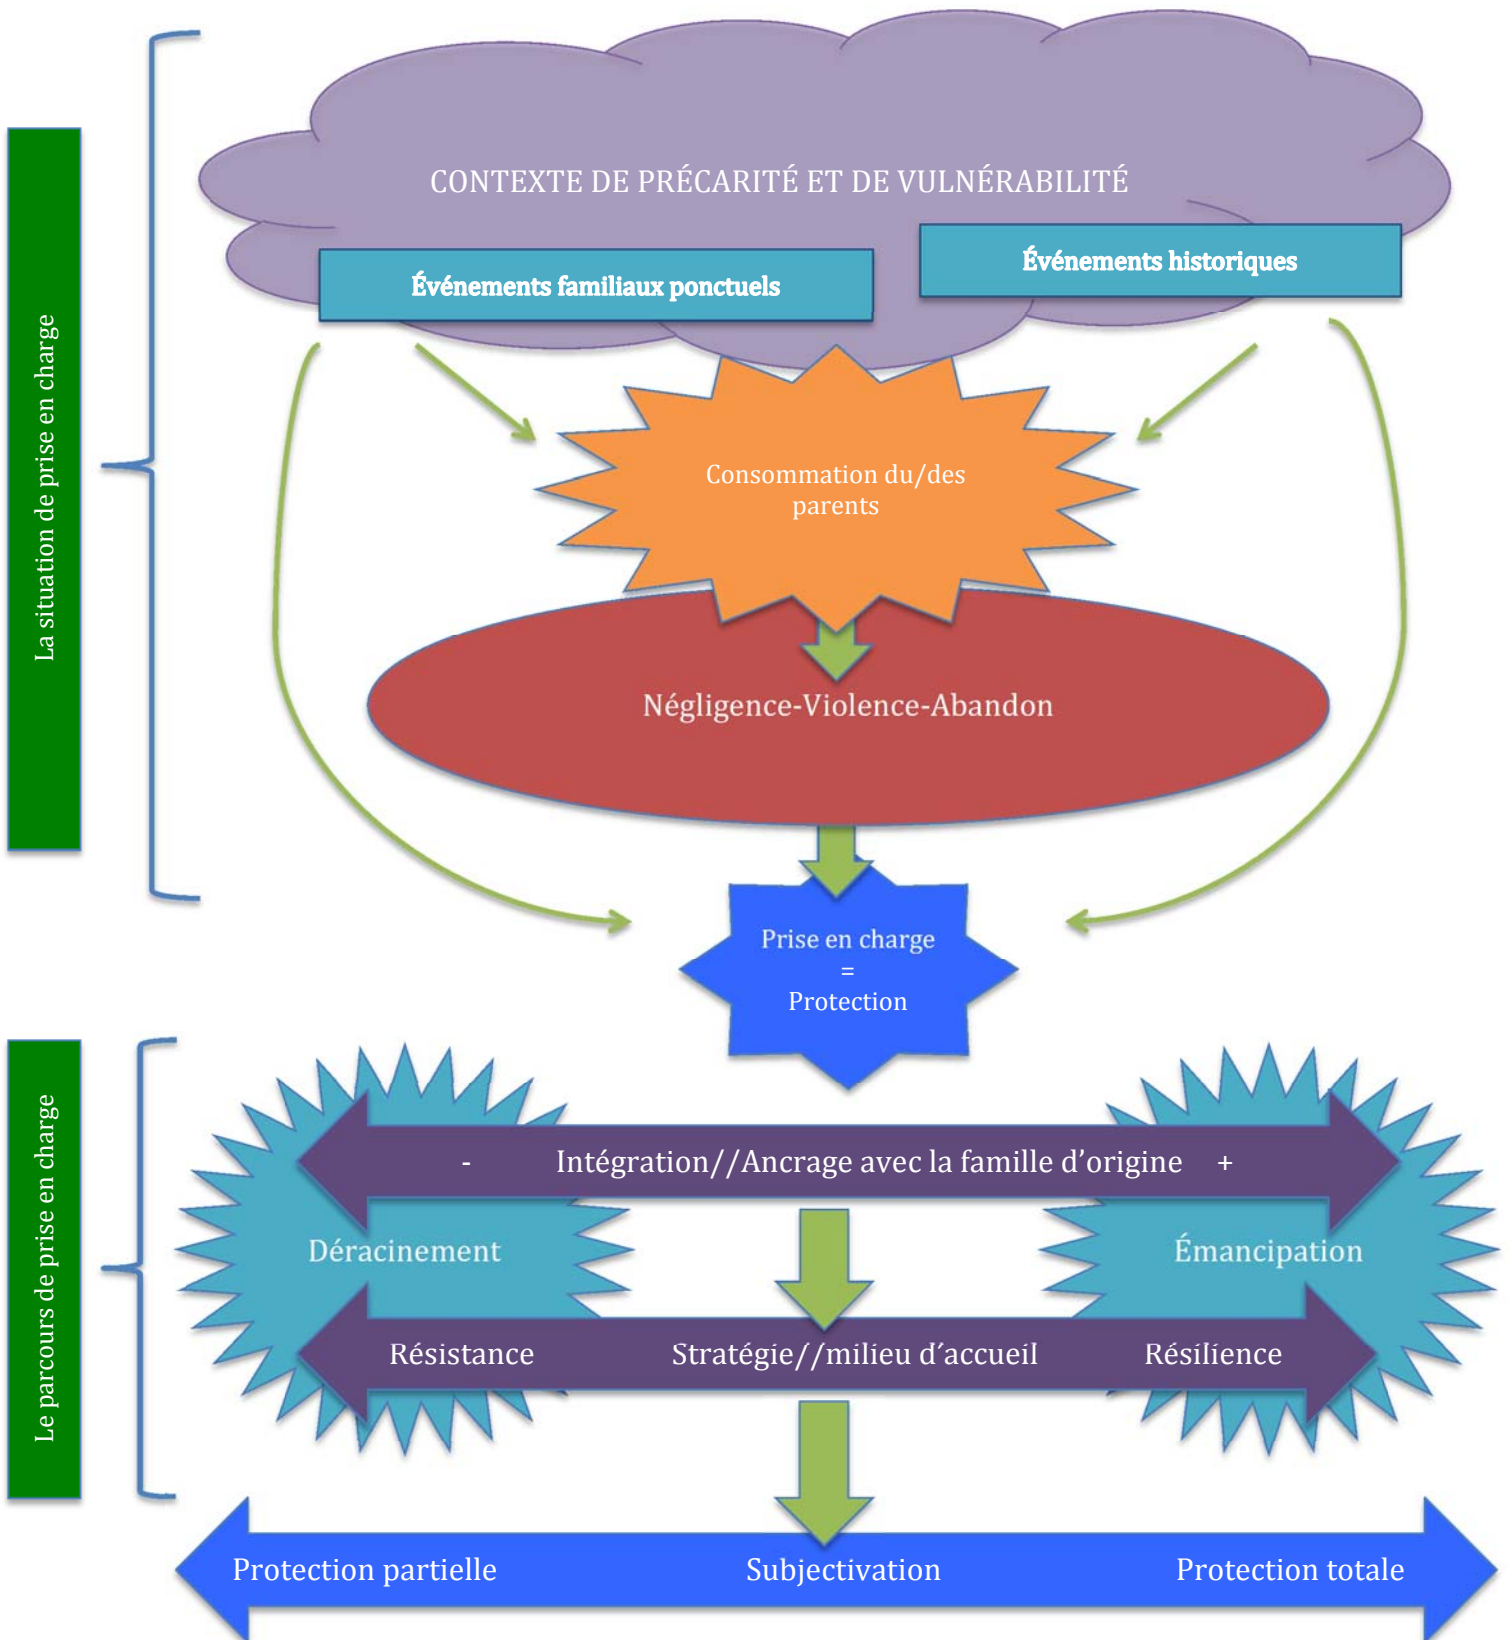 La situation de prise en charge
CONTEXTE DE PRÉCARITÉ ET DE VULNÉRABILITÉ
Événements familiaux ponctuels
Événements historiques
Consommation du/des
parents
Négligence-Violence-Abandon
Prise en charge
=
Protection
Le parcours de prise en charge
- Intégration//Ancrage avec la famille d’origine +
Déracinement
Émancipation
Résistance Stratégie//milieu d’accueil Résilience
Protection partielle Subjectivation Protection totale